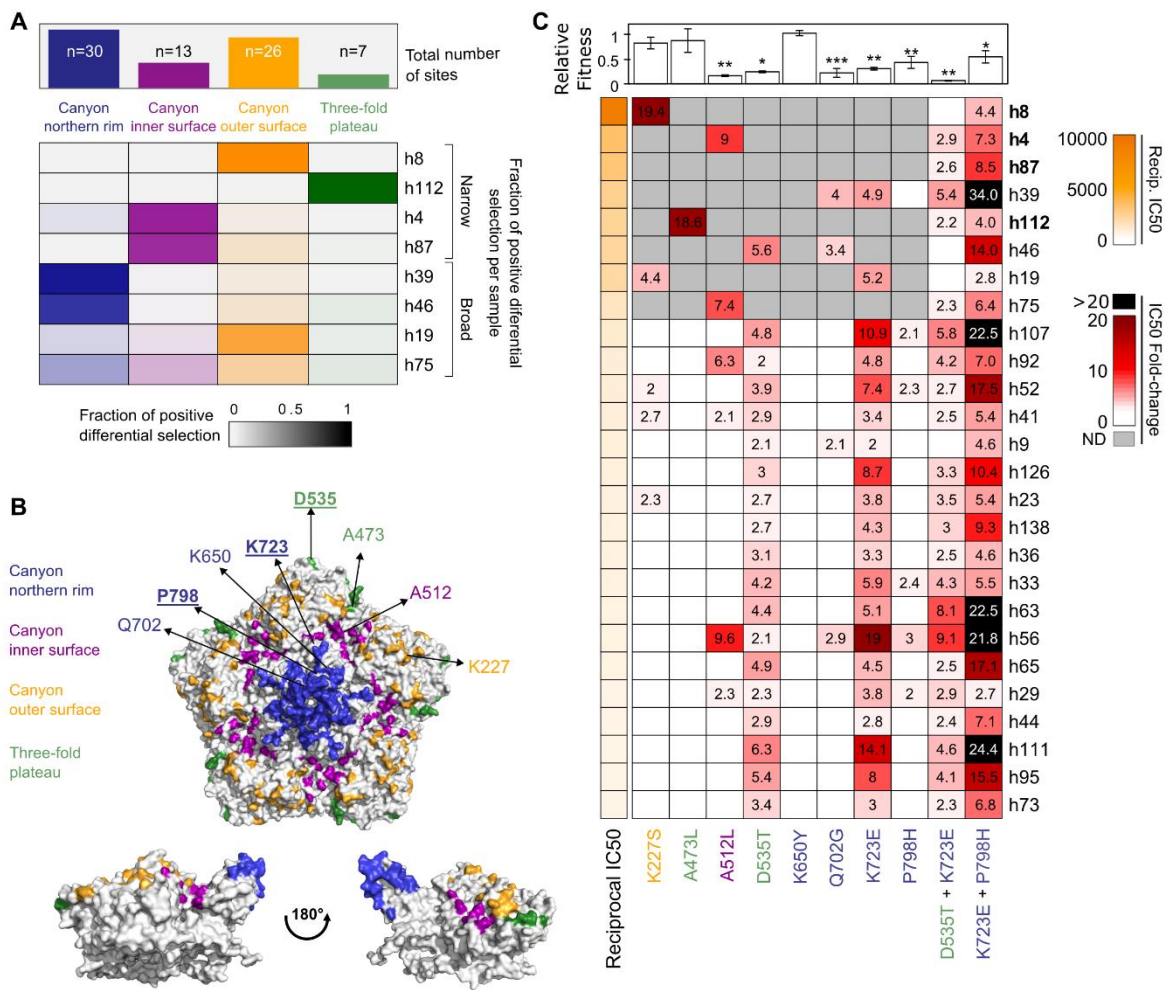 A
n=30
n=13
n=26
n=7
Total number
of sites
Canyon
northern rim
Canyon
inner surface
Canyon
outer surface
Three-fold
plateau
h8
h112
h4
h87
h39
h46
h19
h75
Narrow
Broad
Fraction of positive diferential
selection per sample
Fraction of positive
differential selection
0 0.5 1
B
Canyon
northern rim
Canyon
inner surface
Canyon
outer surface
Three-fold
plateau
D535
K723
A473
K650
P798
A512
Q702
K227
180°
C
Relative
Fitness
1
0.5
0
** * *** ** ** ** *
19.4 4.4 h8
9 2.9 7.3 h4
2.6 8.5 h87
4 4.9 5.4 34.0 h39
18.6 2.2 4.0 h112
5.6 3.4 14.0 h46
4.4 5.2 2.8 h19
7.4 2.3 6.4 h75
4.8 10.9 2.1 5.8 22.5 h107
6.3 2 4.8 4.2 7.0 h92
2 3.9 7.4 2.3 2.7 17.5 h52
2.7 2.1 2.9 3.4 2.5 5.4 h41
2.1 2.1 2 4.6 h9
3 8.7 3.3 10.4 h126
2.3 2.7 3.8 3.5 5.4 h23
2.7 4.3 3 9.3 h138
3.1 3.3 2.5 4.6 h36
4.2 5.9 2.4 4.3 5.5 h33
4.4 5.1 8.1 22.5 h63
9.6 2.1 2.9 19 3 9.1 21.8 h56
4.9 4.5 2.5 17.1 h65
2.3 2.3 3.8 2 2.9 2.7 h29
2.9 2.8 2.4 7.1 h44
6.3 14.1 4.6 24.4 h111
5.4 8 4.1 15.5 h95
3.4 3 2.3 6.8 h73
Reciprocal IC50
K227S
A473L
A512L
D535T
K650Y
Q702G
K723E
P798H
D535T + K723E
K723E + P798H
10000
5000
0
Recip. IC50
>20
20
10
0
ND
IC50 Fold-change